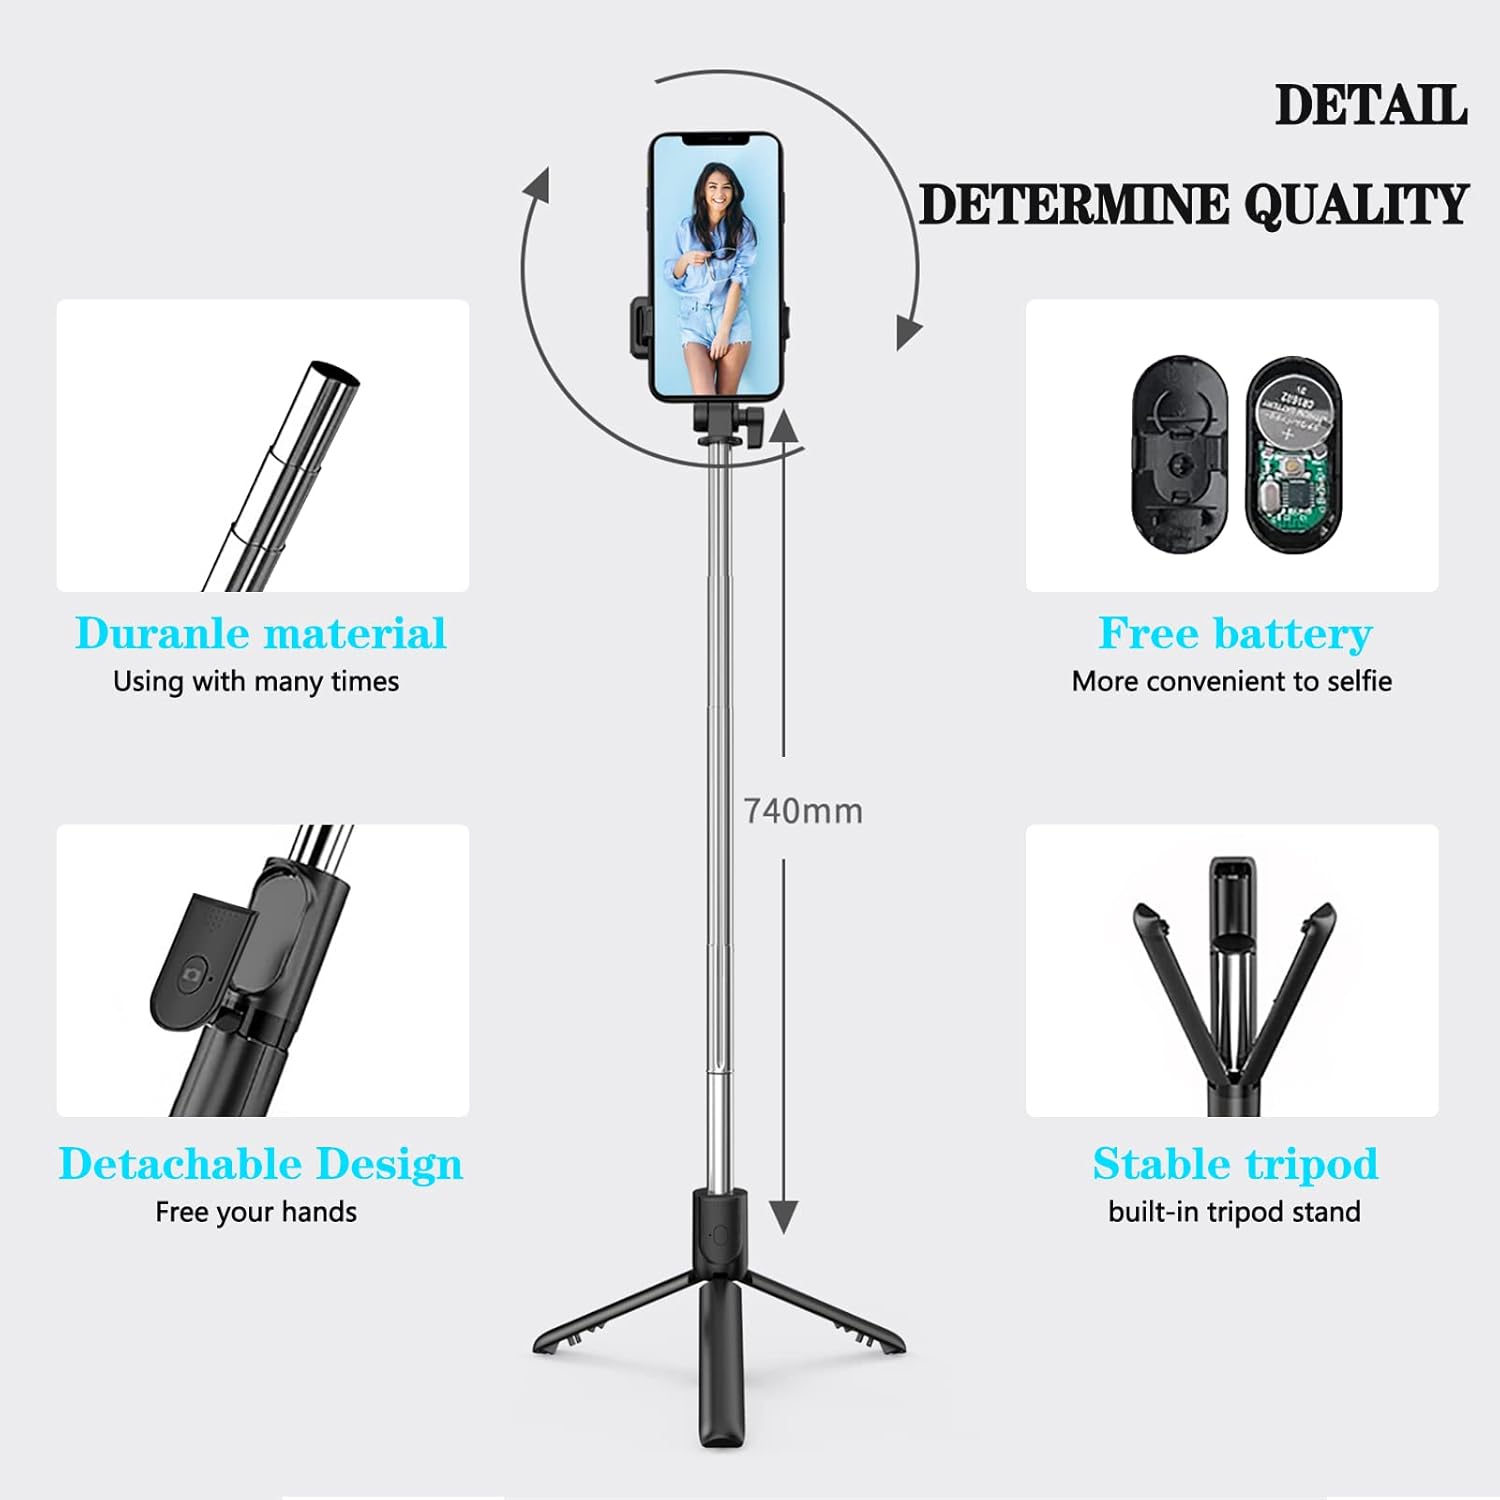 DETAIL
DETERMINE QUALITY
Duranle material
Using with many times
Free battery
More convenient to selfie
740mm
Detachable Design
Free your hands
Stable tripod
built-in tripod stand